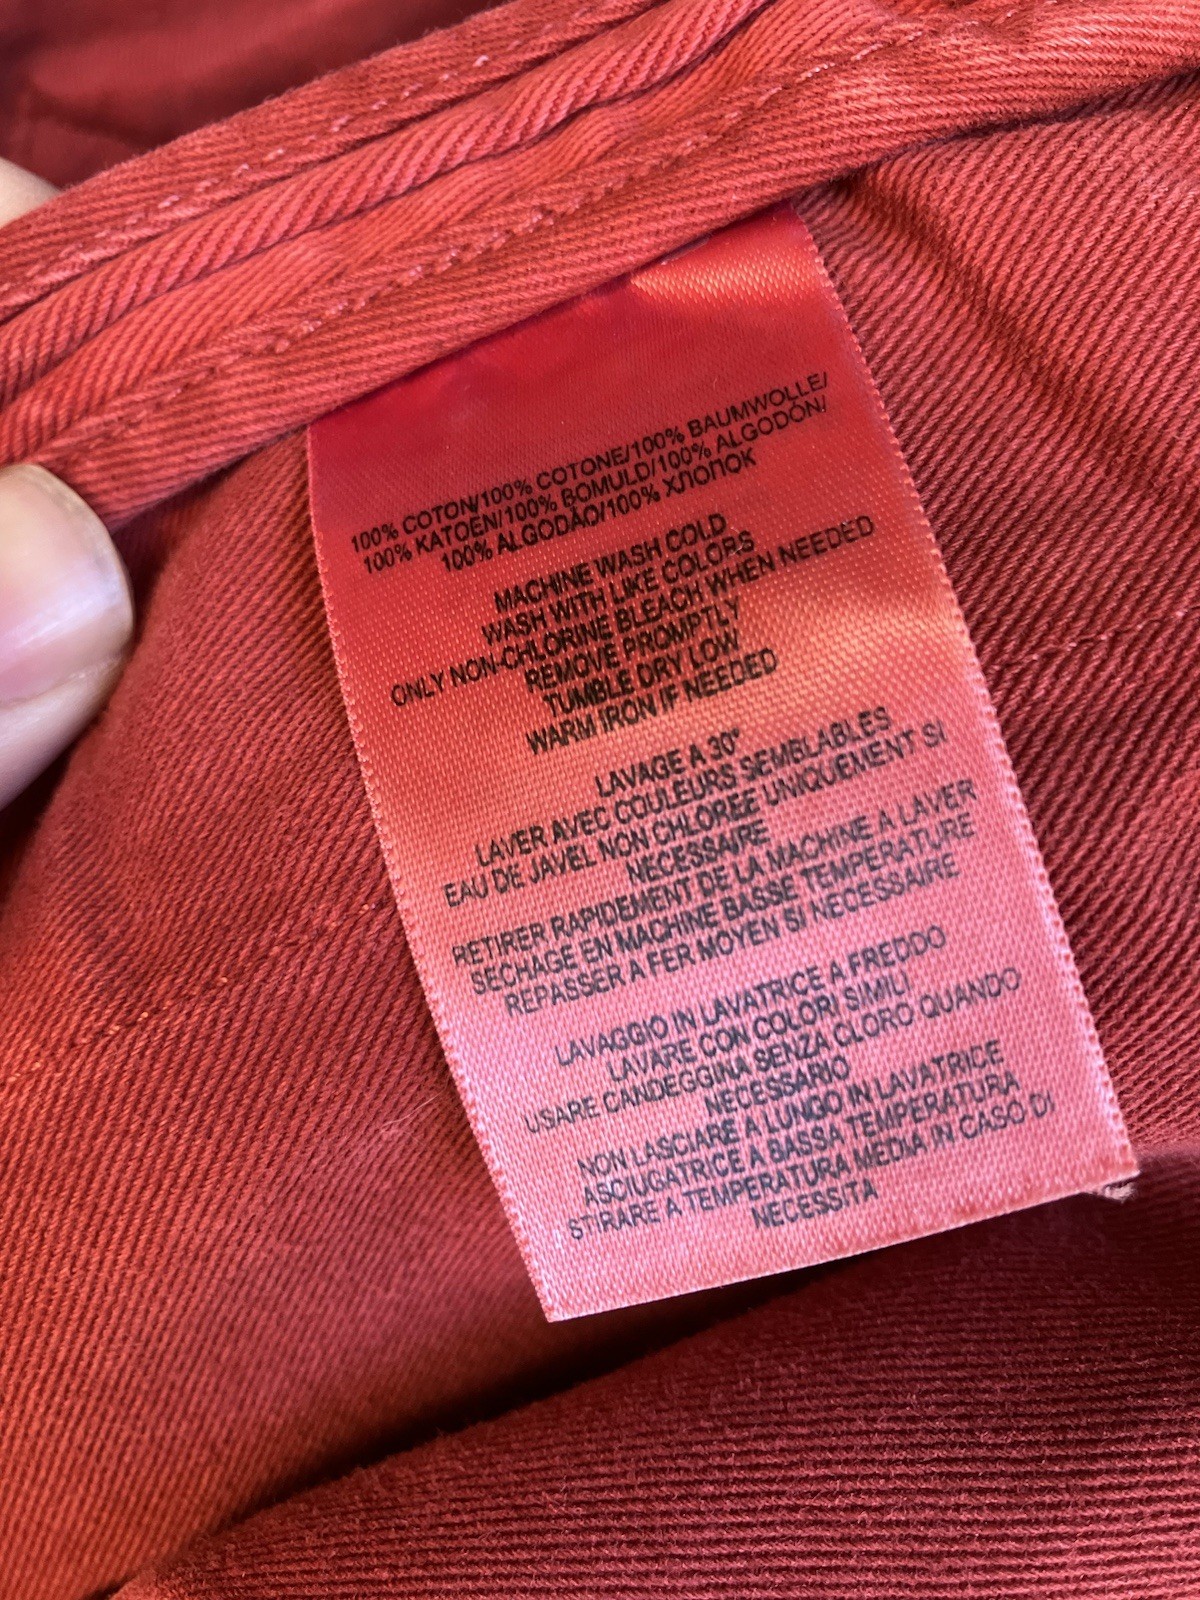 100% COTON/100% COTONE/100% BAUMWOLLE/
100% KATOEN/100% BOMULD/100% ALGODÓN/
100% ALGODÃO/100% ХЛОПОК
MACHINE WASH COLD
WASH WITH LIKE COLORS
ONLY NON-CHLORINE BLEACH WHEN NEEDED
REMOVE PROMPTLY
TUMBLE DRY LOW
WARM IRON IF NEEDED
LAVAGE A 30°
LAVER AVEC COULEURS SEMBLABLES
EAU DE JAVEL NON CHLOREE UNIQUEMENT SI
NECESSAIRE
RETIRER RAPIDEMENT DE LA MACHINE A LAVER
SECHAGE EN MACHINE BASSE TEMPERATURE
REPASSER A FER MOYEN SI NECESSAIRE
LAVAGGIO IN LAVATRICE A FREDDO
LAVARE CON COLORI SIMILI
USARE CANDEGGINA SENZA CLORO QUANDO
NECESSARIO
NON LASCIARE A LUNGO IN LAVATRICE
ASCIUGATRICE A BASSA TEMPERATURA
STIRARE A TEMPERATURA MEDIA IN CASO DI
NECESSITA